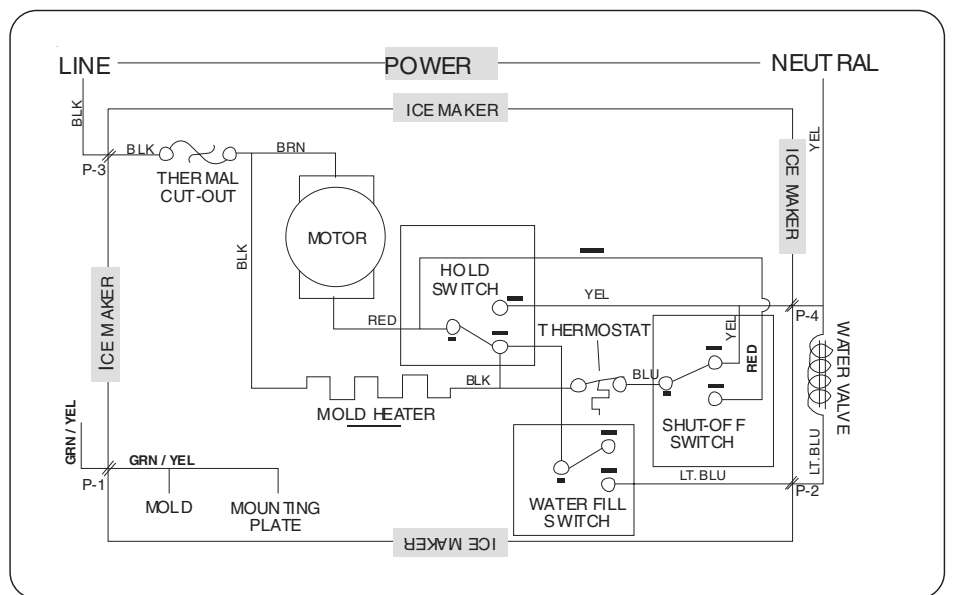 LINE
POWER
NEUTRAL
ICE MAKER
BLK
YEL
P-3
BLK
BRN
THERMAL
CUT-OUT
ICE MAKER
MOTOR
BLK
HOLD
SWITCH
YEL
P-4
RED
THERMOSTAT
YEL
RED
WATER VALVE
ICE MAKER
BLK
BLU
MOLD HEATER
SHUT-OFF
SWITCH
GRN / YEL
GRN / YEL
P-1
LT.BLU
LT.BLU
P-2
MOLD
MOUNTING
PLATE
WATER FILL
SWITCH
ICE MAKER